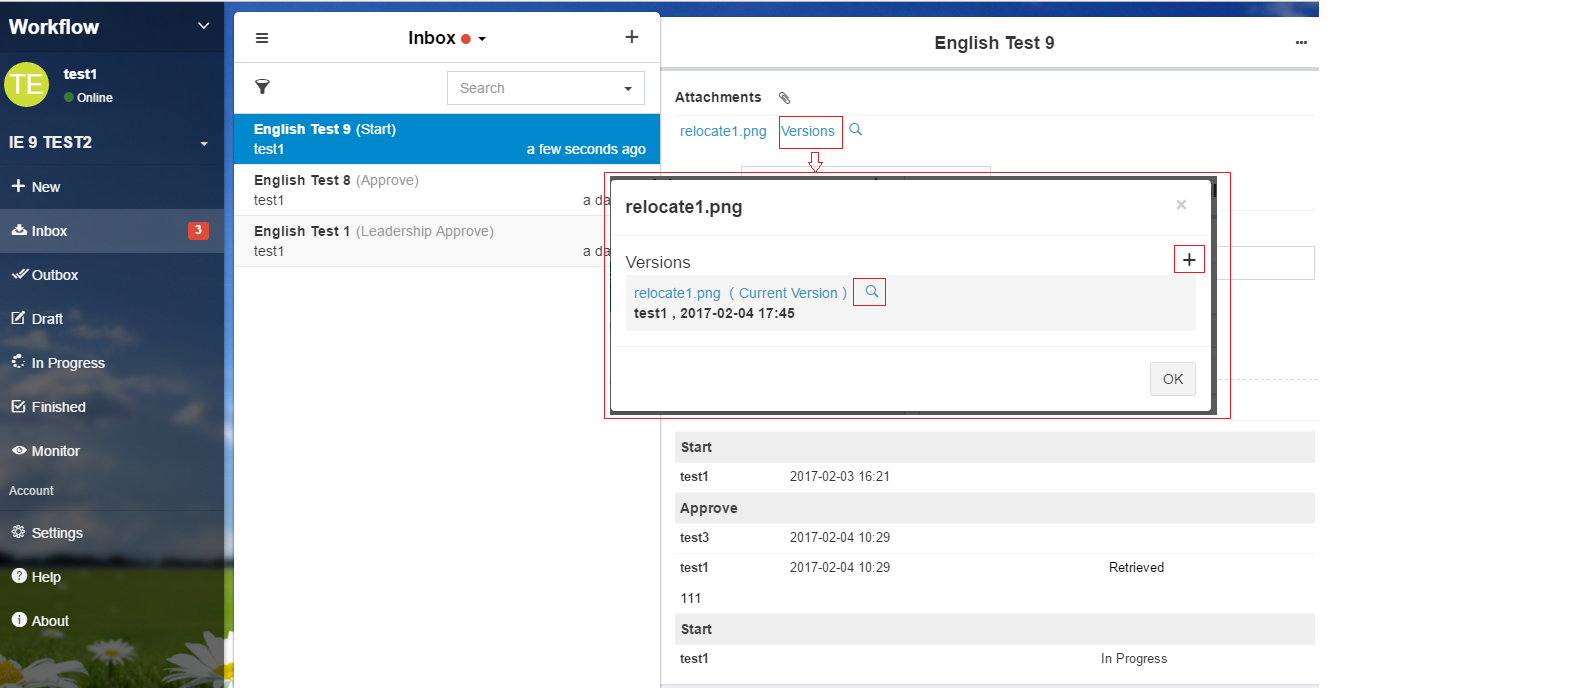 Workflow
TE
test1
Online
IE 9 TEST2
New
Inbox
3
Outbox
Draft
In Progress
Finished
Monitor
Account
Settings
Help
About
Inbox
Search
English Test 9 (Start)
test1
a few seconds ago
English Test 8 (Approve)
test1
a da
English Test 1 (Leadership Approve)
test1
a da
English Test 9
Attachments
relocate1.png Versions
relocate1.png
Versions
relocate1.png ( Current Version )
test1 , 2017-02-04 17:45
OK
Start
test1 2017-02-03 16:21
Approve
test3 2017-02-04 10:29
test1 2017-02-04 10:29 Retrieved
111
Start
test1 In Progress